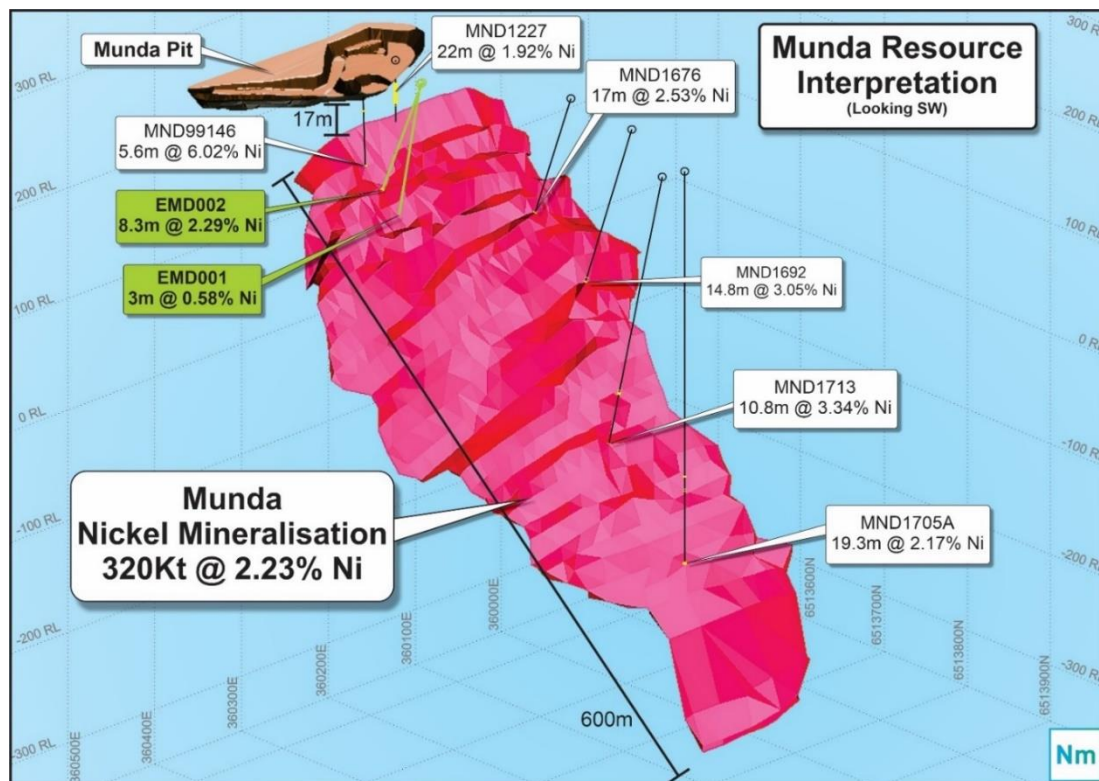 Munda Pit
MND1227
22m @ 1.92% Ni
MND1676
17m @ 2.53% Ni
Munda Resource
Interpretation
(Looking SW)
17m
MND99146
5.6m @ 6.02% Ni
EMD002
8.3m @ 2.29% Ni
EMD001
3m @ 0.58% Ni
MND1692
14.8m @ 3.05% Ni
MND1713
10.8m @ 3.34% Ni
MND1705A
19.3m @ 2.17% Ni
Munda
Nickel Mineralisation
320Kt @ 2.23% Ni
600m
300 RL
200 RL
100 RL
0 RL
-100 RL
-200 RL
-300 RL
300 RL
200 RL
100 RL
0 RL
-100 RL
-200 RL
-300 RL
360500E
360400E
360300E
360200E
360100E
360000E
6513600N
6513700N
6513800N
6513900N
Nm